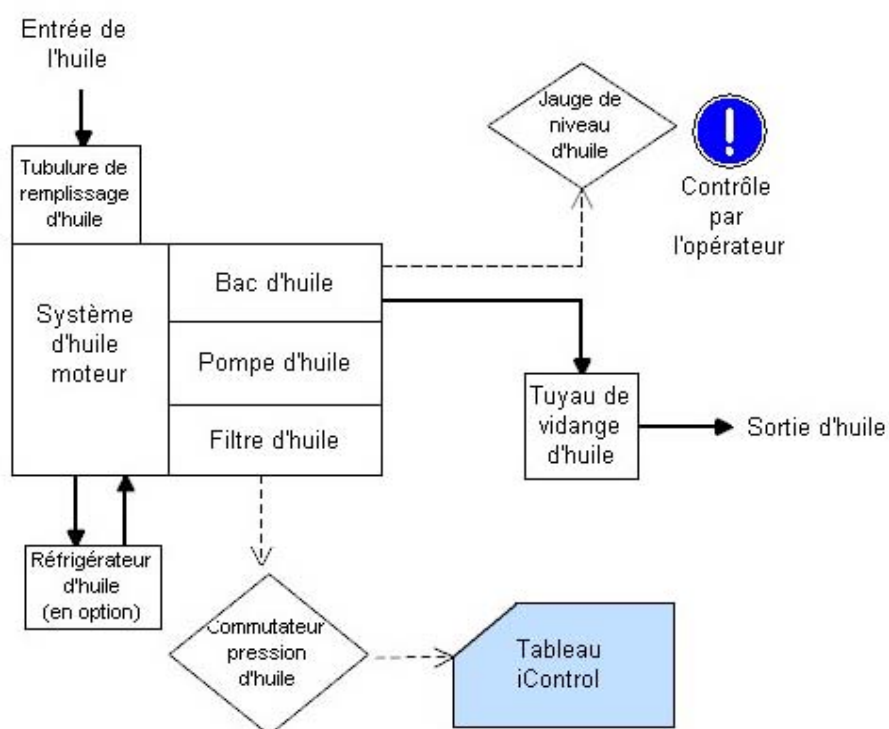 Entrée de
l'huile
Jauge de
niveau
d'huile
Contrôle
par
l'opérateur
Tubulure de
remplissage
d'huile
Système
d'huile
moteur
Bac d'huile
Pompe d'huile
Filtre d'huile
Tuyau de
vidange
d'huile
Sortie d'huile
Réfrigérateur
d'huile
(en option)
Commutateur
pression
d'huile
Tableau
iControl